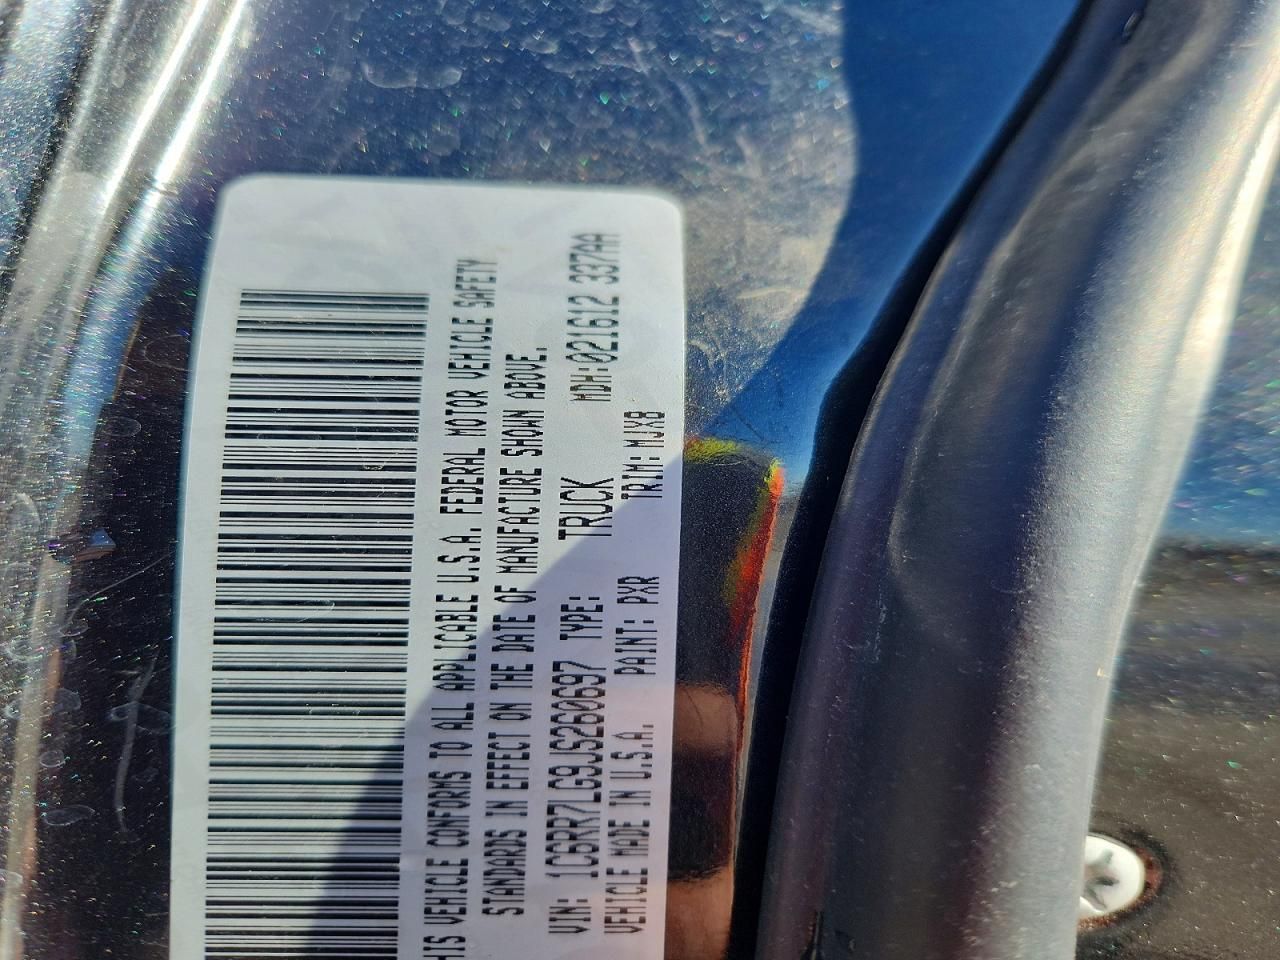 HIS VEHICLE CONFORMS TO ALL APPLICABLE U.S.A. FEDERAL MOTOR VEHICLE SAFETY
STANDARDS IN EFFECT ON THE DATE OF MANUFACTURE SHOWN ABOVE.
VIN: 1C6RR7LG9JS260697 TYPE: TRUCK MDH:021612 337AA
VEHICLE MADE IN U.S.A. PAINT: PXR TRIM: MJX8